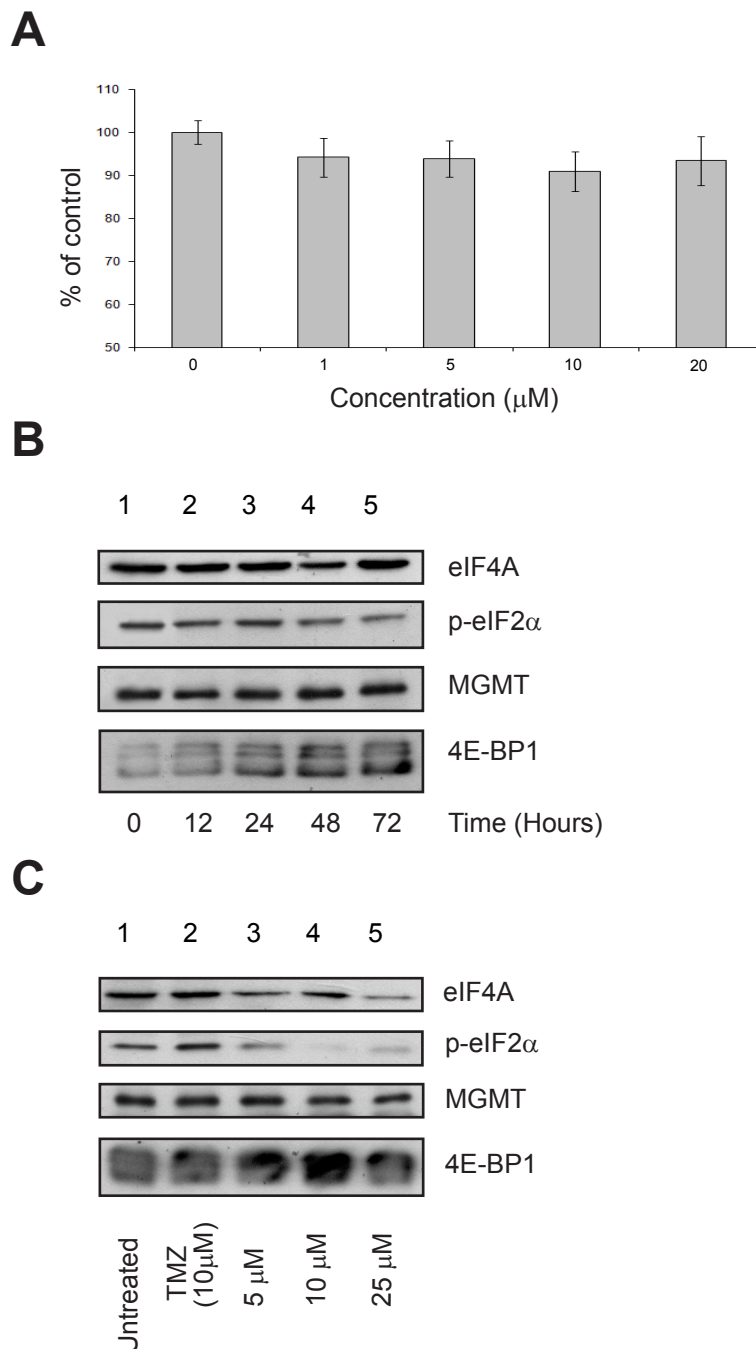 A
110
100
90
80
70
60
50
% of control
0 1 5 10 20
Concentration (μM)
B
1 2 3 4 5
eIF4A
p-eIF2α
MGMT
4E-BP1
0 12 24 48 72 Time (Hours)
C
1 2 3 4 5
eIF4A
p-eIF2α
MGMT
4E-BP1
Untreated
TMZ
(10μM)
5 μM
10 μM
25 μM